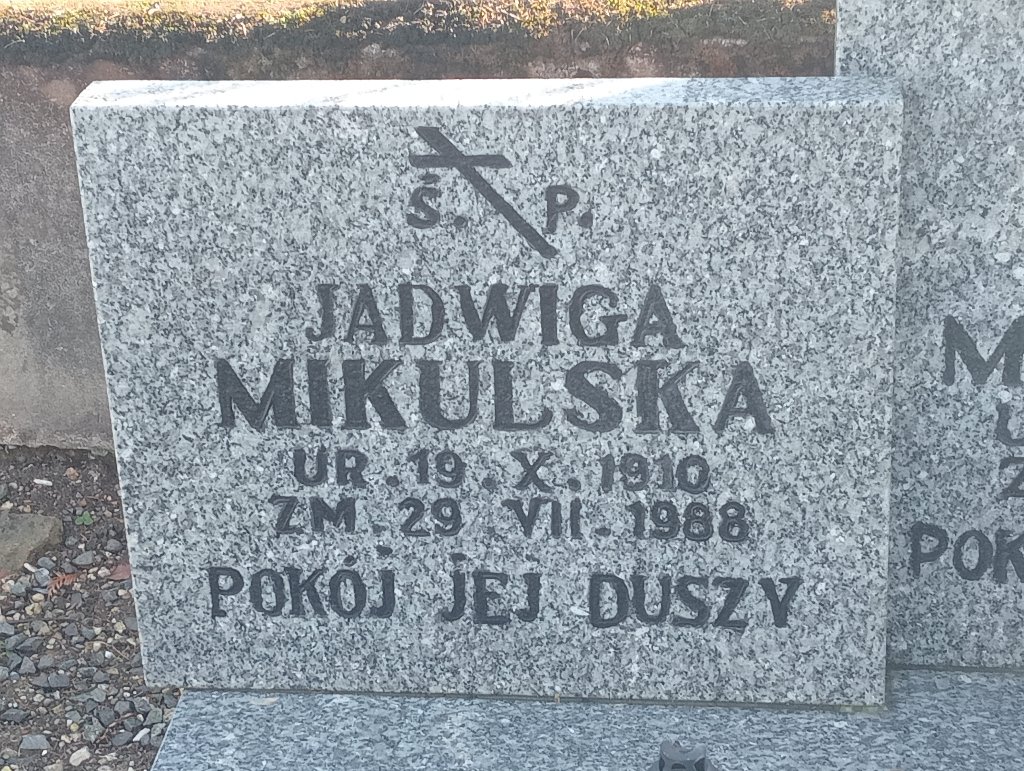 Ś. P.
JADWIGA
MIKULSKA
UR. 19. X. 1910
ZM. 29 VII. 1988
POKÓJ JEJ DUSZY